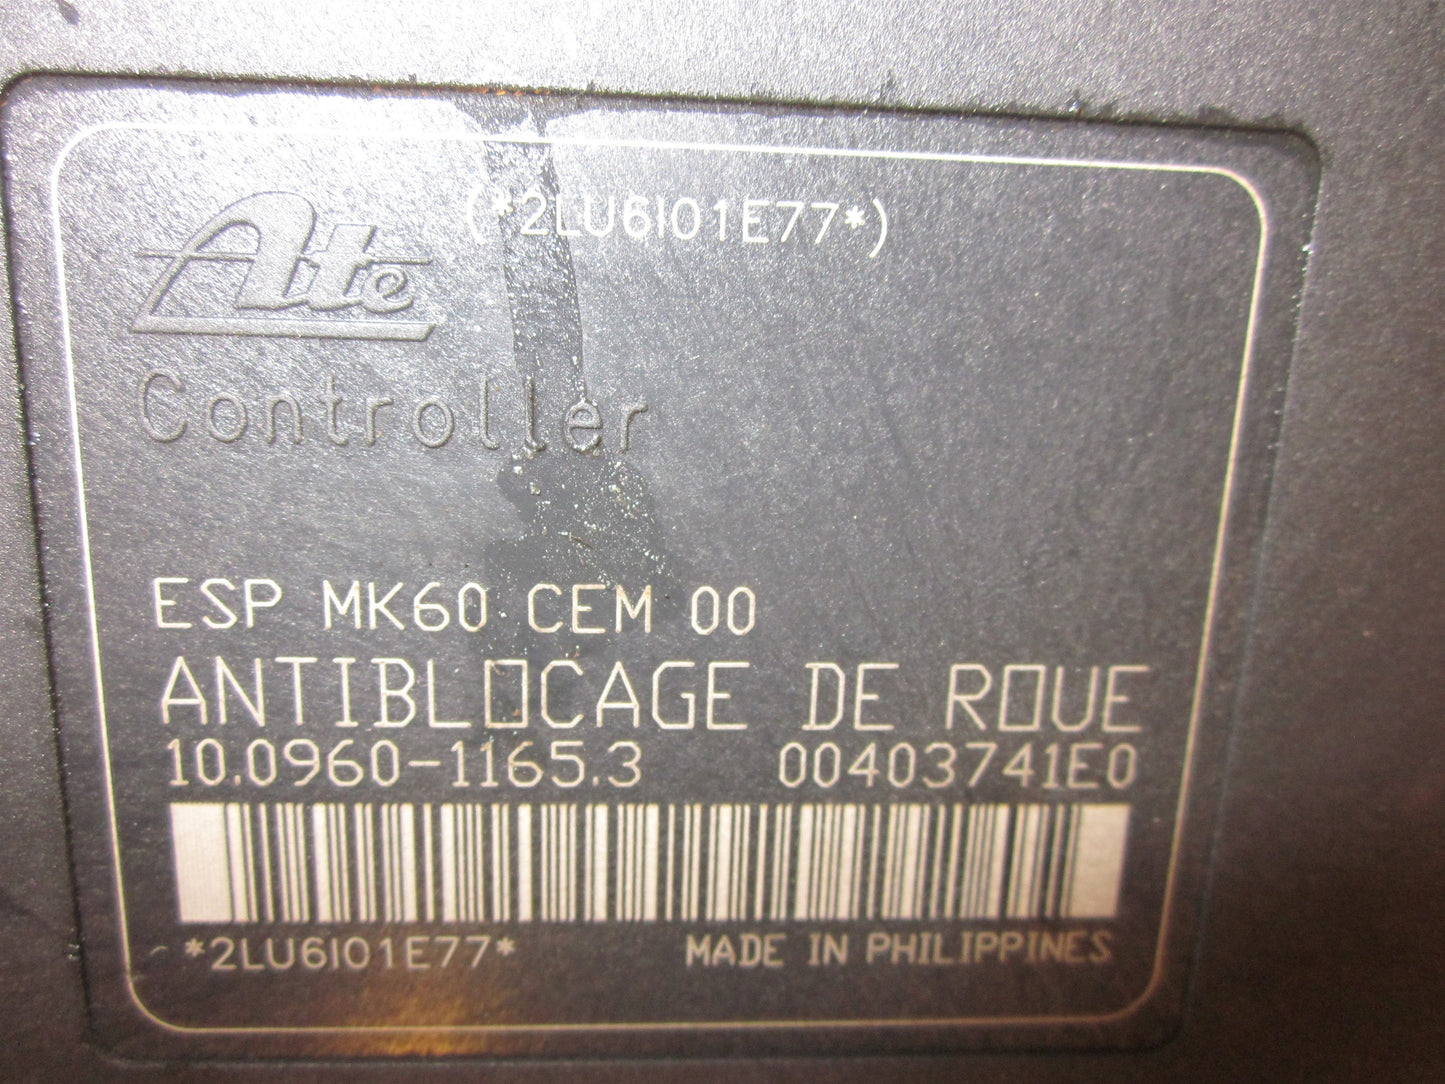 Ate (*2LU6I01E77*)
Controller
ESP MK60 CEM 00
ANTIBLOCAGE DE ROUE
10.0960-1165.3 00403741E0
*2LU6I01E77* MADE IN PHILIPPINES